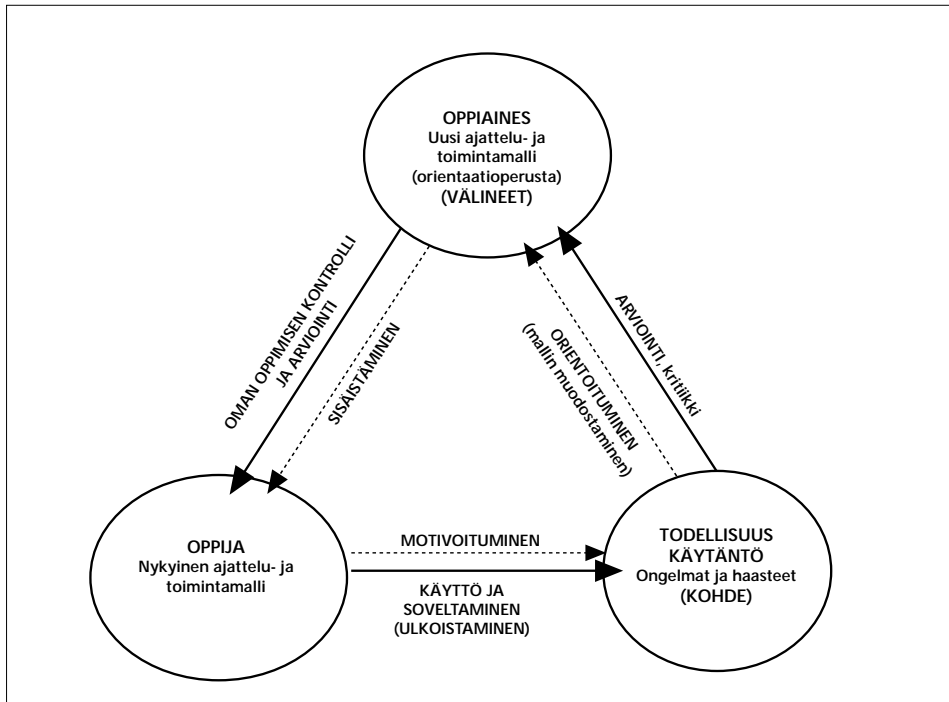 OPPIAINES
Uusi ajattelu- ja
toimintamalli
(orientaatioperusta)
(VÄLINEET)
OMAN OPPIMISEN KONTROLLI
JA ARVIOINTI
SISÄISTÄMINEN
ORIENTOITUMINEN
(mallin muodostaminen)
ARVIOINTI, kritiikki
OPPIJA
Nykyinen ajattelu- ja
toimintamalli
MOTIVOITUMINEN
KÄYTTÖ JA
SOVELTAMINEN
(ULKOISTAMINEN)
TODELLISUUS
KÄYTÄNTÖ
Ongelmat ja haasteet
(KOHDE)